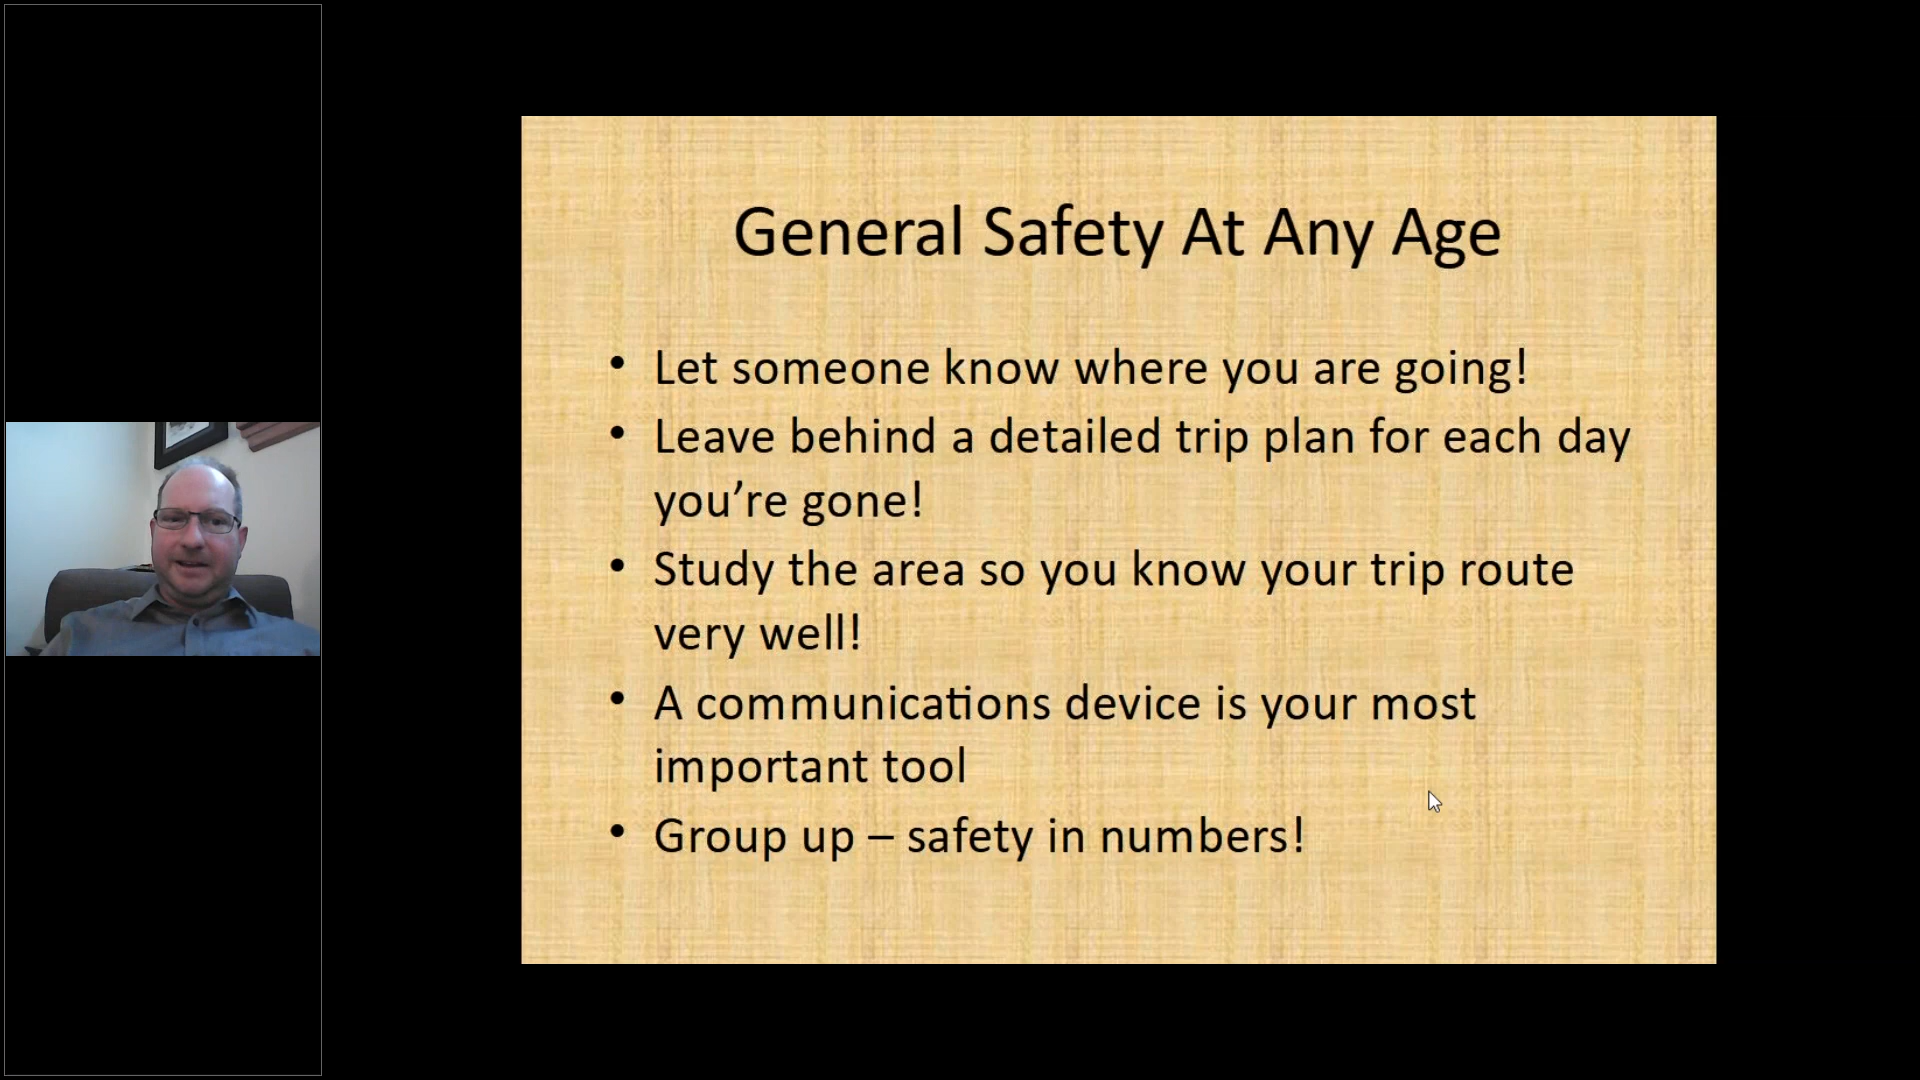 General Safety At Any Age
• Let someone know where you are going!
• Leave behind a detailed trip plan for each day
you’re gone!
• Study the area so you know your trip route
very well!
• A communications device is your most
important tool
• Group up – safety in numbers!